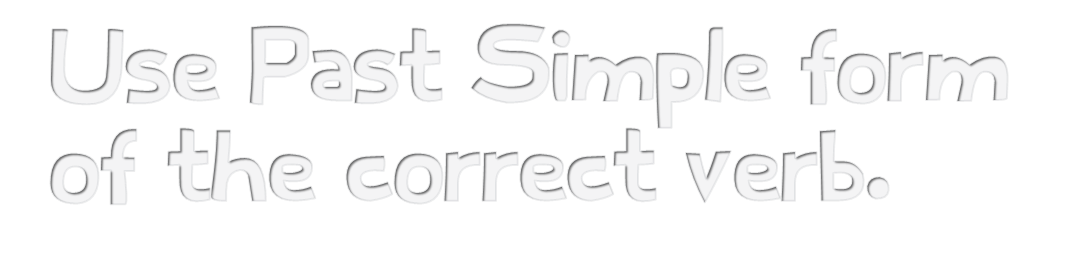 Use Past Simple form
of the correct verb.